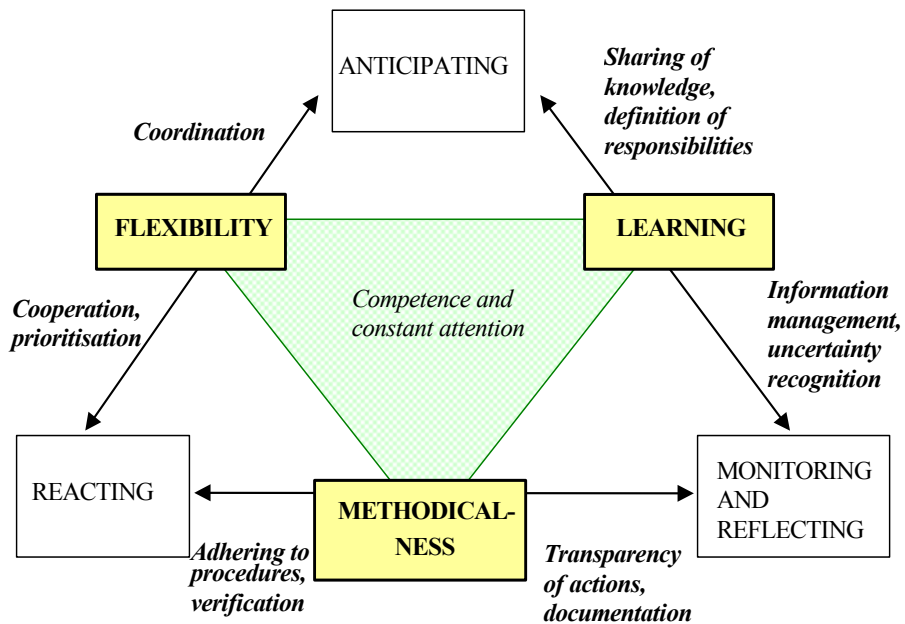 ANTICIPATING
Sharing of
knowledge,
definition of
responsibilities
Coordination
FLEXIBILITY
LEARNING
Competence and
constant attention
Cooperation,
prioritisation
Information
management,
uncertainty
recognition
REACTING
METHODICAL-
NESS
MONITORING
AND
REFLECTING
Adhering to
procedures,
verification
Transparency
of actions,
documentation